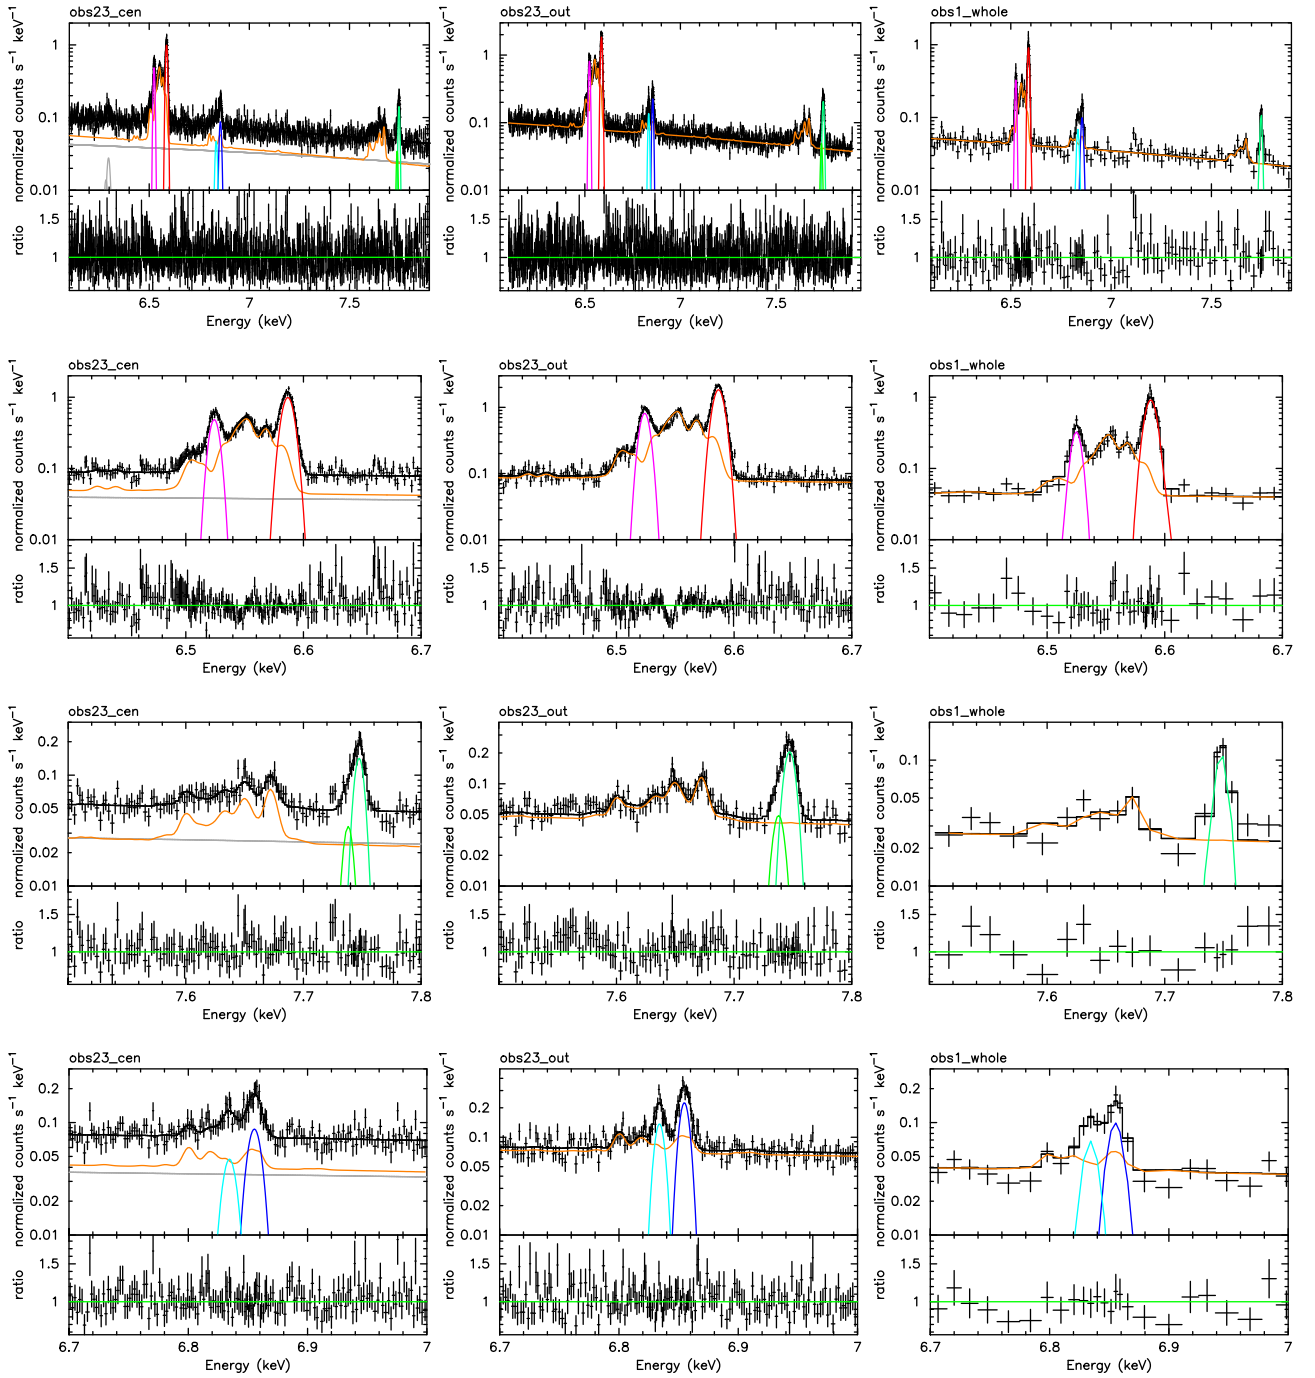 obs23_cen
obs23_out
obs1_whole
normalized counts s⁻¹ keV⁻¹
1
0.1
0.01
ratio
1.5
1
6.5
7
7.5
Energy (keV)
normalized counts s⁻¹ keV⁻¹
1
0.1
0.01
ratio
1.5
1
6.5
7
7.5
Energy (keV)
normalized counts s⁻¹ keV⁻¹
1
0.1
0.01
ratio
1.5
1
6.5
7
7.5
Energy (keV)
obs23_cen
obs23_out
obs1_whole
normalized counts s⁻¹ keV⁻¹
1
0.1
0.01
ratio
1.5
1
6.5
6.6
6.7
Energy (keV)
normalized counts s⁻¹ keV⁻¹
1
0.1
0.01
ratio
1.5
1
6.5
6.6
6.7
Energy (keV)
normalized counts s⁻¹ keV⁻¹
1
0.1
0.01
ratio
1.5
1
6.5
6.6
6.7
Energy (keV)
obs23_cen
obs23_out
obs1_whole
normalized counts s⁻¹ keV⁻¹
0.2
0.1
0.05
0.02
0.01
ratio
1.5
1
7.6
7.7
7.8
Energy (keV)
normalized counts s⁻¹ keV⁻¹
0.2
0.1
0.05
0.02
0.01
ratio
1.5
1
7.6
7.7
7.8
Energy (keV)
normalized counts s⁻¹ keV⁻¹
0.1
0.05
0.02
0.01
ratio
1.5
1
7.6
7.7
7.8
Energy (keV)
obs23_cen
obs23_out
obs1_whole
normalized counts s⁻¹ keV⁻¹
0.2
0.1
0.05
0.02
0.01
ratio
1.5
1
6.7
6.8
6.9
7
Energy (keV)
normalized counts s⁻¹ keV⁻¹
0.2
0.1
0.05
0.02
0.01
ratio
1.5
1
6.7
6.8
6.9
7
Energy (keV)
normalized counts s⁻¹ keV⁻¹
0.2
0.1
0.05
0.02
0.01
ratio
1.5
1
6.7
6.8
6.9
7
Energy (keV)